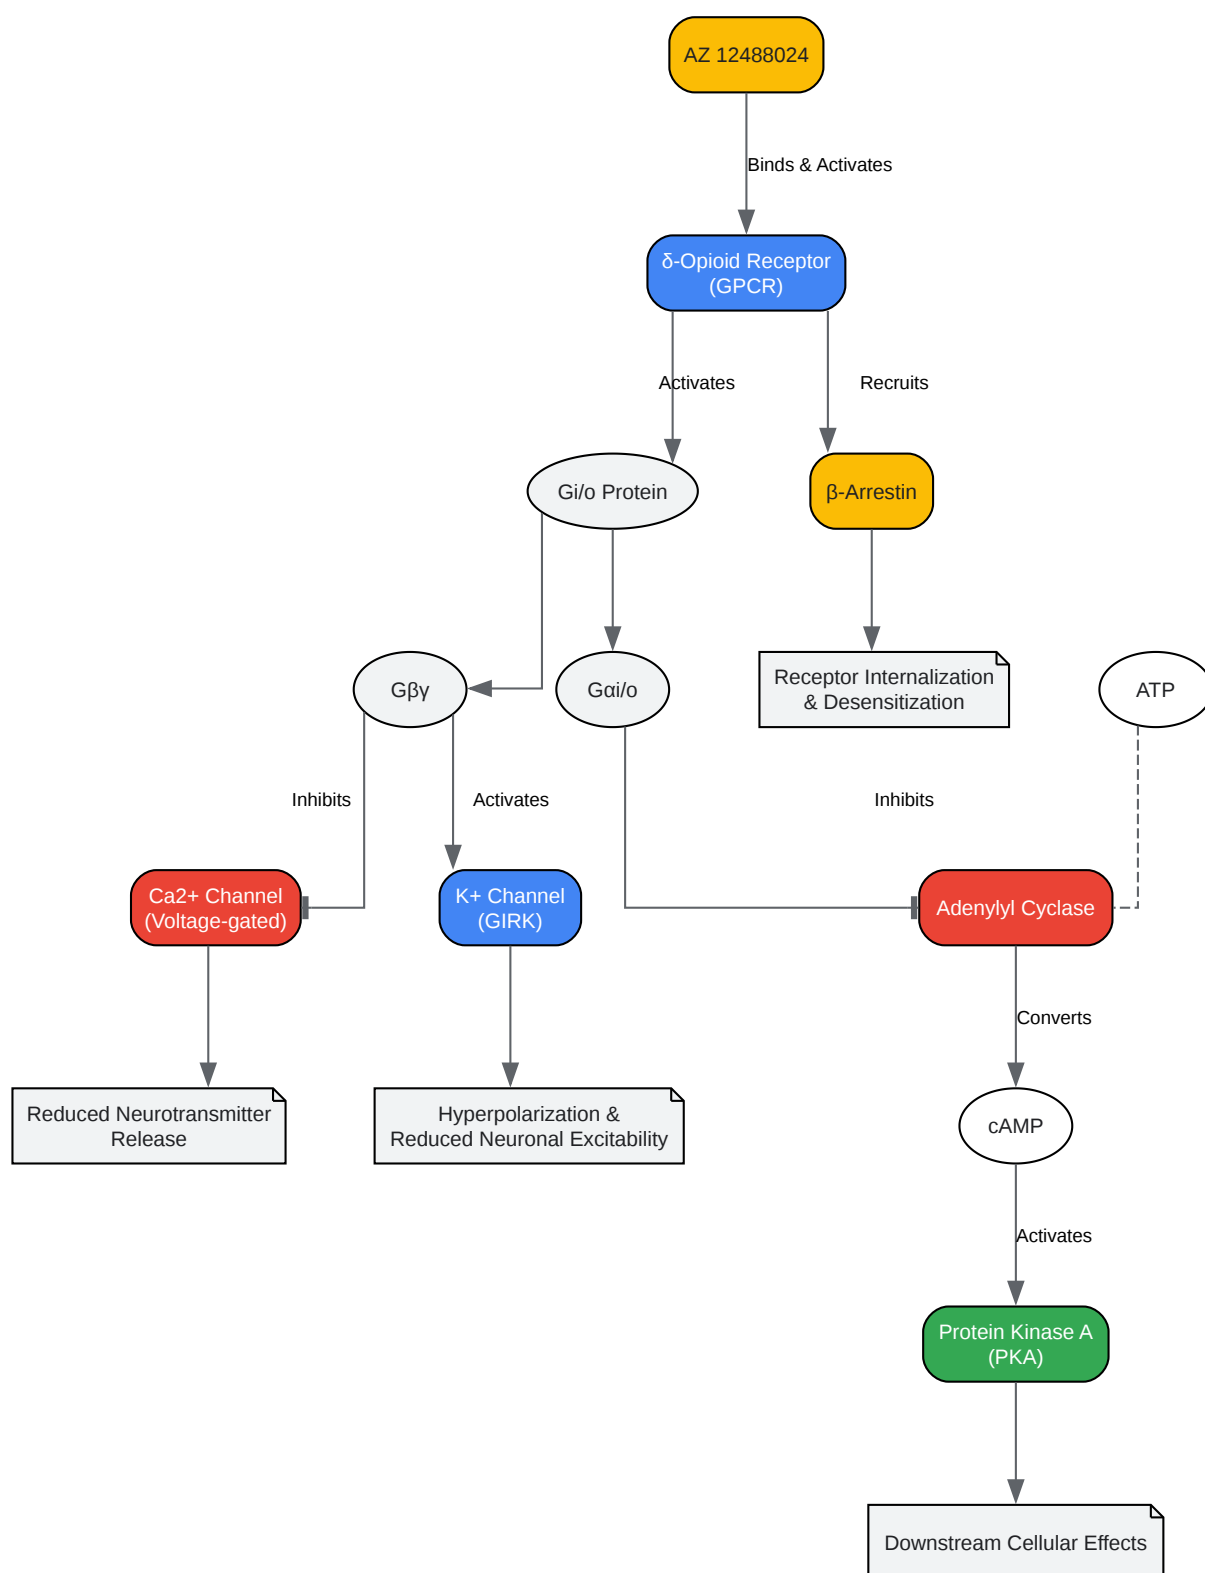 AZ 12488024
Binds & Activates
δ-Opioid Receptor
(GPCR)
Activates
Recruits
Gi/o Protein
β-Arrestin
Gβγ
Gαi/o
Receptor Internalization
& Desensitization
ATP
Inhibits
Activates
Inhibits
Ca2+ Channel
(Voltage-gated)
K+ Channel
(GIRK)
Adenylyl Cyclase
Converts
Reduced Neurotransmitter
Release
Hyperpolarization &
Reduced Neuronal Excitability
cAMP
Activates
Protein Kinase A
(PKA)
Downstream Cellular Effects